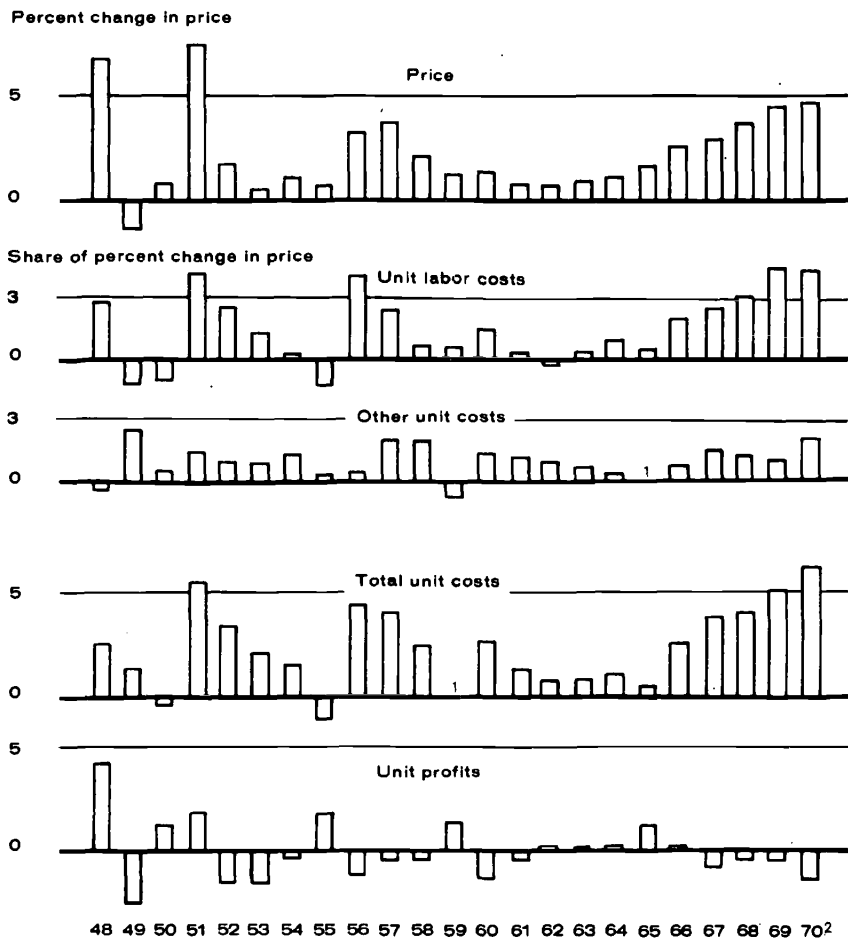 Percent change in price
Price
5
0
Share of percent change in price
Unit labor costs
3
0
3
Other unit costs
0
1
Total unit costs
5
1
0
5
Unit profits
0
48 49 50 51 52 53 54 55 56 57 58 59 60 61 62 63 64 65 66 67 68 69 70²